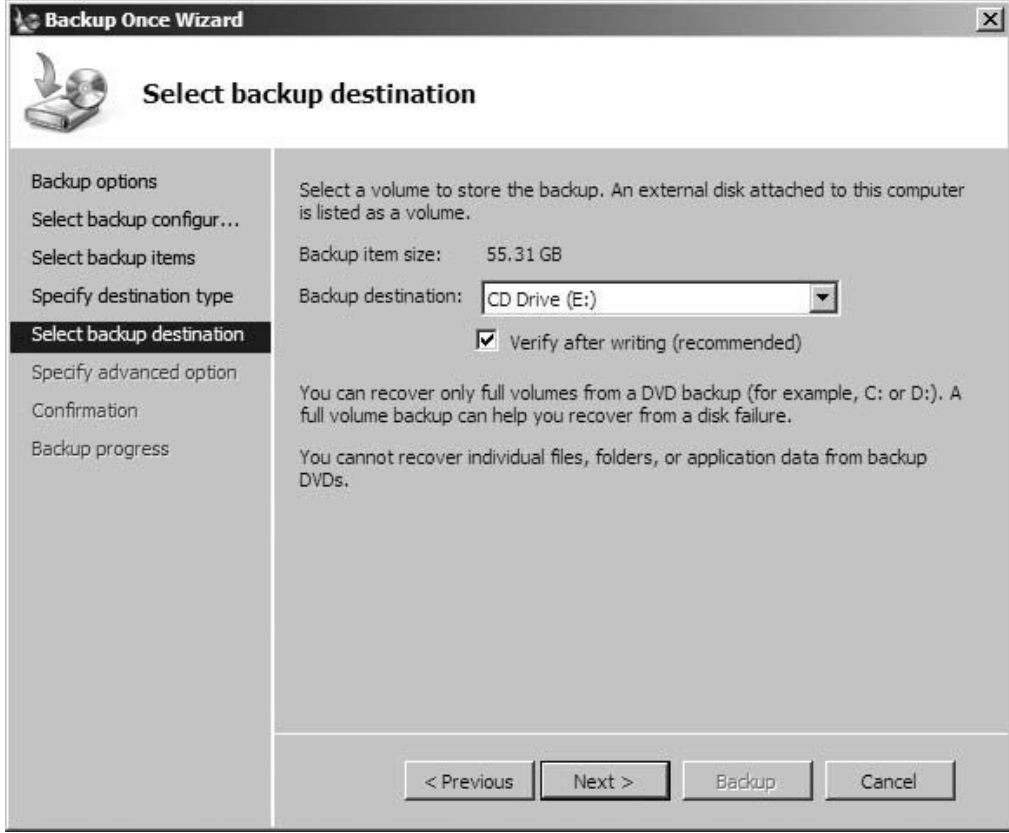 Backup Once Wizard
Select backup destination
Backup options
Select backup configur...
Select backup items
Specify destination type
Select backup destination
Specify advanced option
Confirmation
Backup progress
Select a volume to store the backup. An external disk attached to this computer
is listed as a volume.
Backup item size: 55.31 GB
Backup destination: CD Drive (E:)
Verify after writing (recommended)
You can recover only full volumes from a DVD backup (for example, C: or D:). A
full volume backup can help you recover from a disk failure.
You cannot recover individual files, folders, or application data from backup
DVDs.
< Previous Next > Backup Cancel